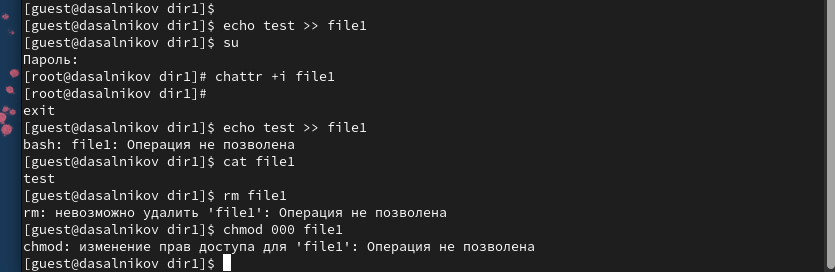 [guest@dasalnikov dir1]$
[guest@dasalnikov dir1]$ echo test >> file1
[guest@dasalnikov dir1]$ su
Пароль:
[root@dasalnikov dir1]# chattr +i file1
[root@dasalnikov dir1]#
exit
[guest@dasalnikov dir1]$ echo test >> file1
bash: file1: Операция не позволена
[guest@dasalnikov dir1]$ cat file1
test
[guest@dasalnikov dir1]$ rm file1
rm: невозможно удалить 'file1': Операция не позволена
[guest@dasalnikov dir1]$ chmod 000 file1
chmod: изменение прав доступа для 'file1': Операция не позволена
[guest@dasalnikov dir1]$